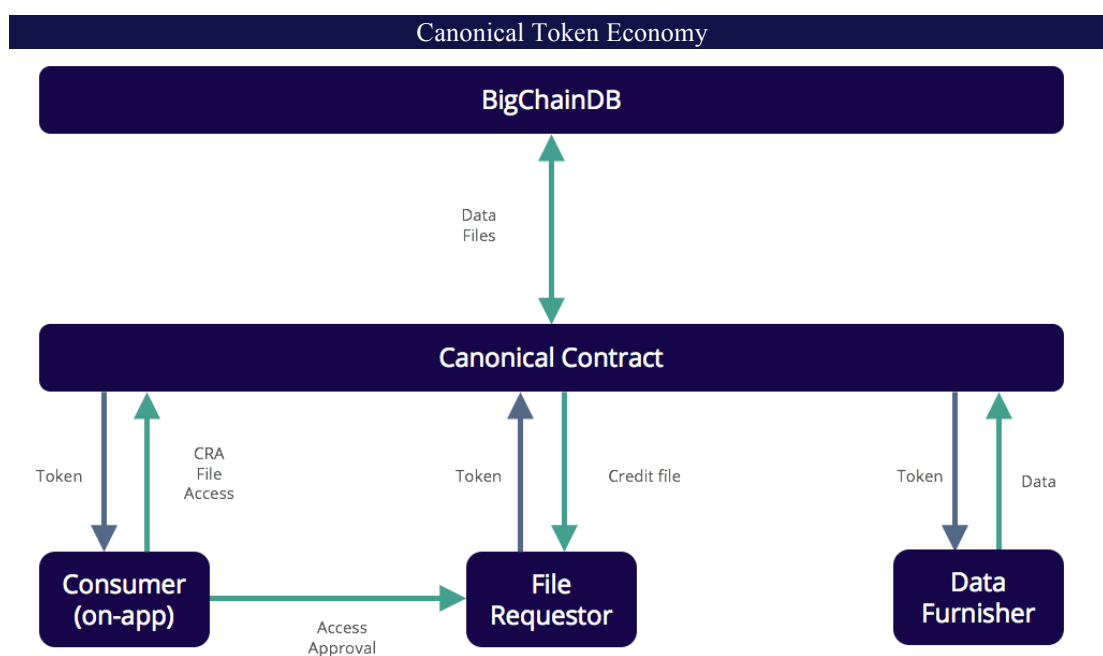 Canonical Token Economy
BigChainDB
Data
Files
Canonical Contract
Token
CRA
File
Access
Token
Credit file
Token
Data
Consumer
(on-app)
File
Requestor
Data
Furnisher
Access
Approval